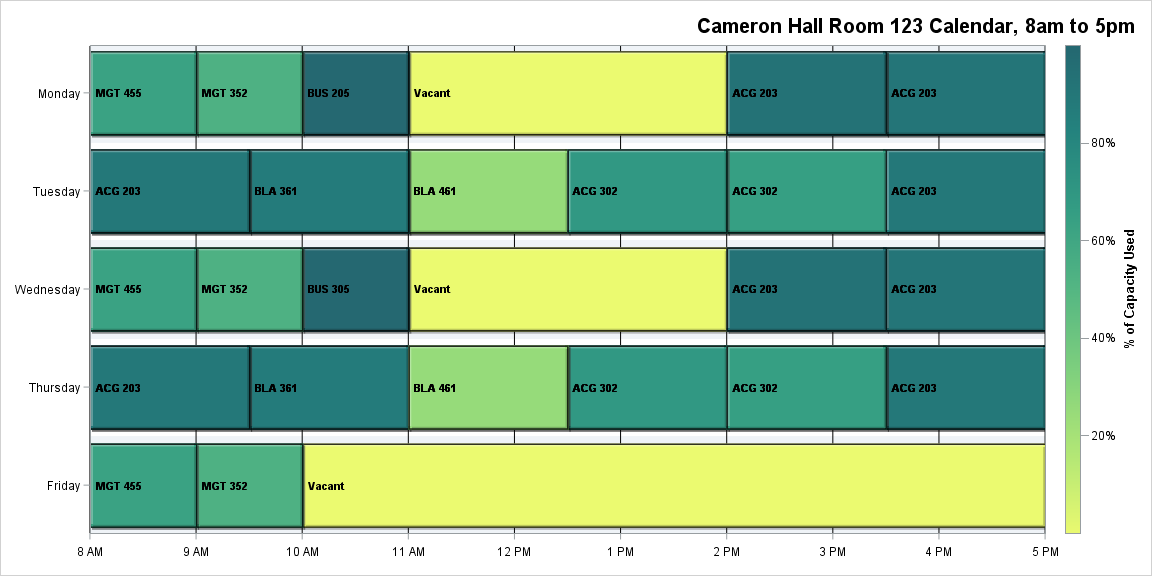 Cameron Hall Room 123 Calendar, 8am to 5pm
Monday
MGT 455
MGT 352
BUS 205
Vacant
ACG 203
ACG 203
Tuesday
ACG 203
BLA 361
BLA 461
ACG 302
ACG 302
ACG 203
Wednesday
MGT 455
MGT 352
BUS 305
Vacant
ACG 203
ACG 203
Thursday
ACG 203
BLA 361
BLA 461
ACG 302
ACG 302
ACG 203
Friday
MGT 455
MGT 352
Vacant
8 AM
9 AM
10 AM
11 AM
12 PM
1 PM
2 PM
3 PM
4 PM
5 PM
80%
60%
40%
20%
% of Capacity Used